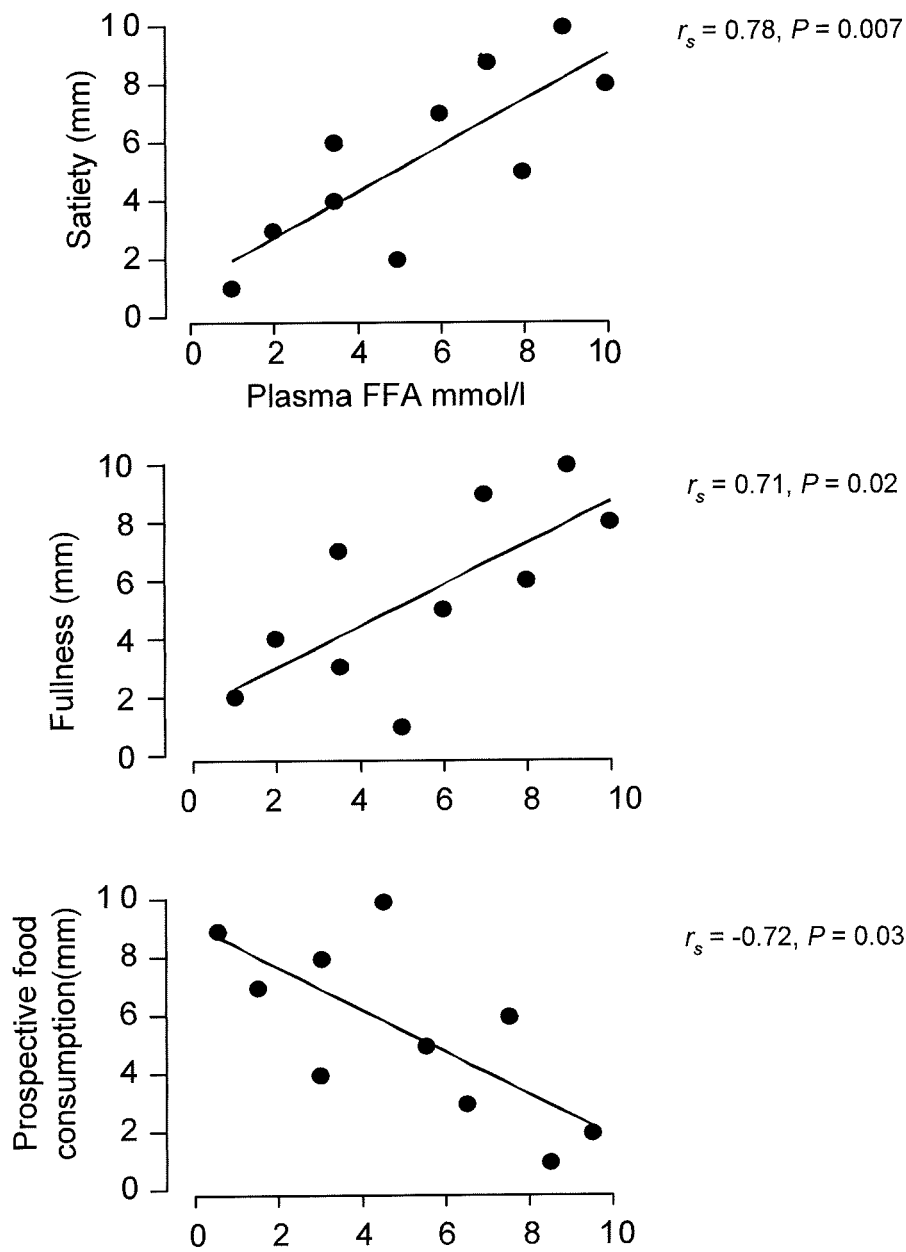 10
8
6
4
2
0
Satiety (mm)
r_s = 0.78, P = 0.007
0 2 4 6 8 10
Plasma FFA mmol/l
10
8
6
4
2
0
Fullness (mm)
r_s = 0.71, P = 0.02
0 2 4 6 8 10
10
8
6
4
2
0
Prospective food
consumption(mm)
r_s = -0.72, P = 0.03
0 2 4 6 8 10